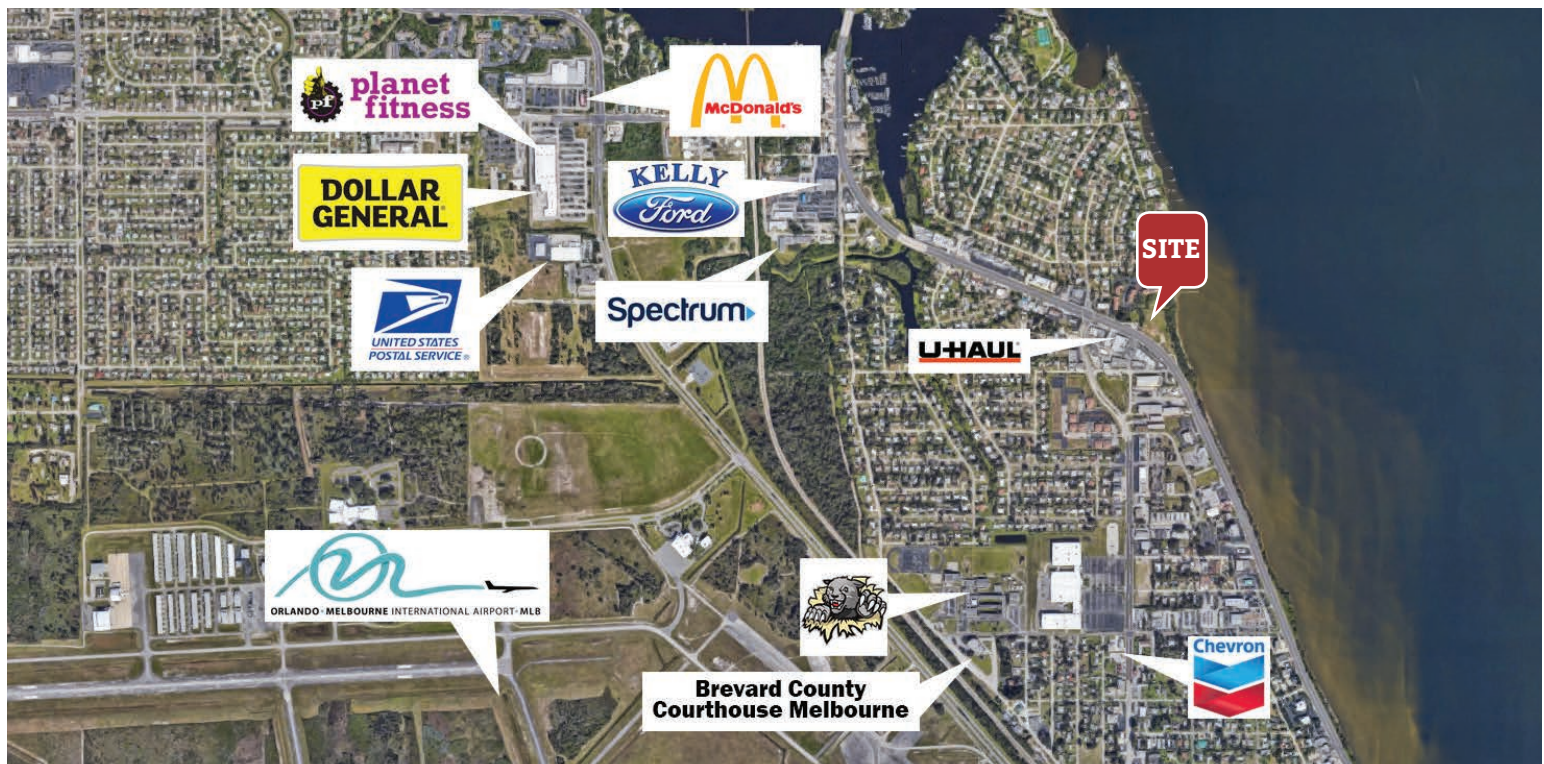 planet
fitness
pf
McDonald's
DOLLAR
GENERAL
KELLY
Ford
SITE
UNITED STATES
POSTAL SERVICE®
Spectrum
U-HAUL
ORLANDO · MELBOURNE INTERNATIONAL AIRPORT · MLB
Brevard County
Courthouse Melbourne
Chevron